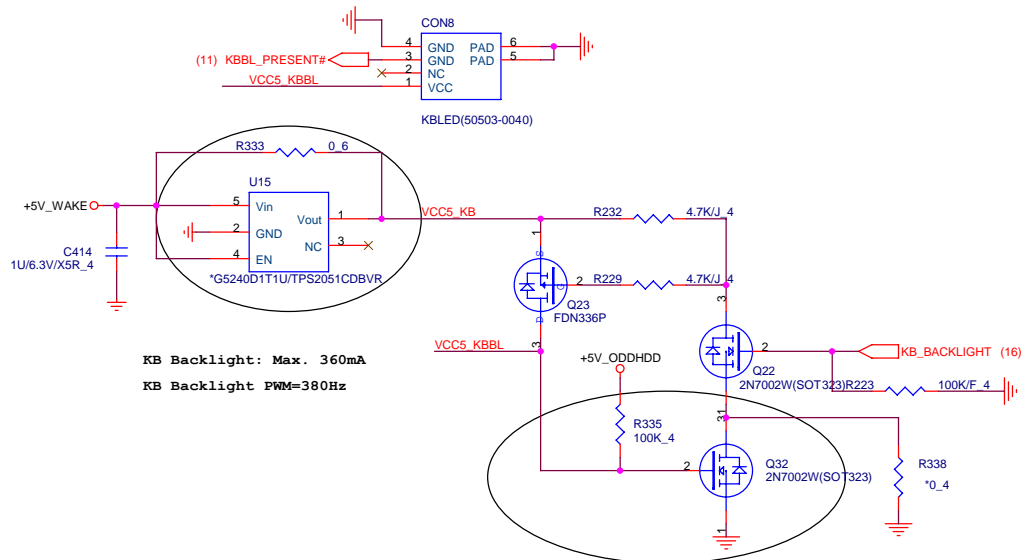 CON8
4 GND PAD 6
(11) KBBL_PRESENT# 3 GND PAD 5
2 NC
VCC5_KBBL 1 VCC
KBLED(50503-0040)
R333 0_6
U15
+5V_WAKE 5 Vin Vout 1 VCC5_KB
2 GND
NC 3
4 EN
*G5240D1T1U/TPS2051CDBVR
C414
1U/6.3V/X5R_4
R232 4.7K/J_4
1
S
G 2 R229 4.7K/J_4
Q23
FDN336P
D
3
VCC5_KBBL
3
2 KB_BACKLIGHT (16)
Q22
2N7002W(SOT323)
R223 100K/F_4
1
KB Backlight: Max. 360mA
KB Backlight PWM=380Hz
+5V_ODDHDD
R335
100K_4
3
2
Q32
2N7002W(SOT323)
1
R338
*0_4